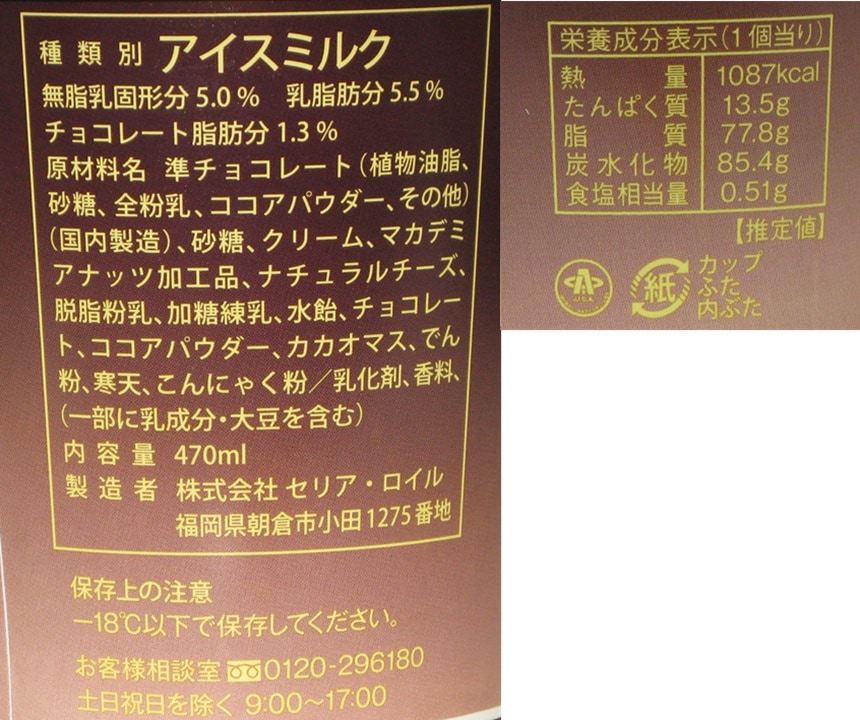 種類別 アイスミルク
無脂乳固形分 5.0% 乳脂肪分 5.5%
チョコレート脂肪分 1.3%
原材料名 準チョコレート(植物油脂、
砂糖、全粉乳、ココアパウダー、その他)
(国内製造)、砂糖、クリーム、マカデミ
アナッツ加工品、ナチュラルチーズ、
脱脂粉乳、加糖練乳、水飴、チョコレー
ト、ココアパウダー、カカオマス、でん
粉、寒天、こんにゃく粉/乳化剤、香料、
(一部に乳成分・大豆を含む)
内容量 470ml
製造者 株式会社 セリア・ロイル
福岡県朝倉市小田1275番地
保存上の注意
-18℃以下で保存してください。
お客様相談室 0120-296180
土日祝日を除く 9:00~17:00
栄養成分表示(1個当り)
熱量 1087kcal
たんぱく質 13.5g
脂質 77.8g
炭水化物 85.4g
食塩相当量 0.51g
【推定値】
紙 カップ
ふた
内ぶた